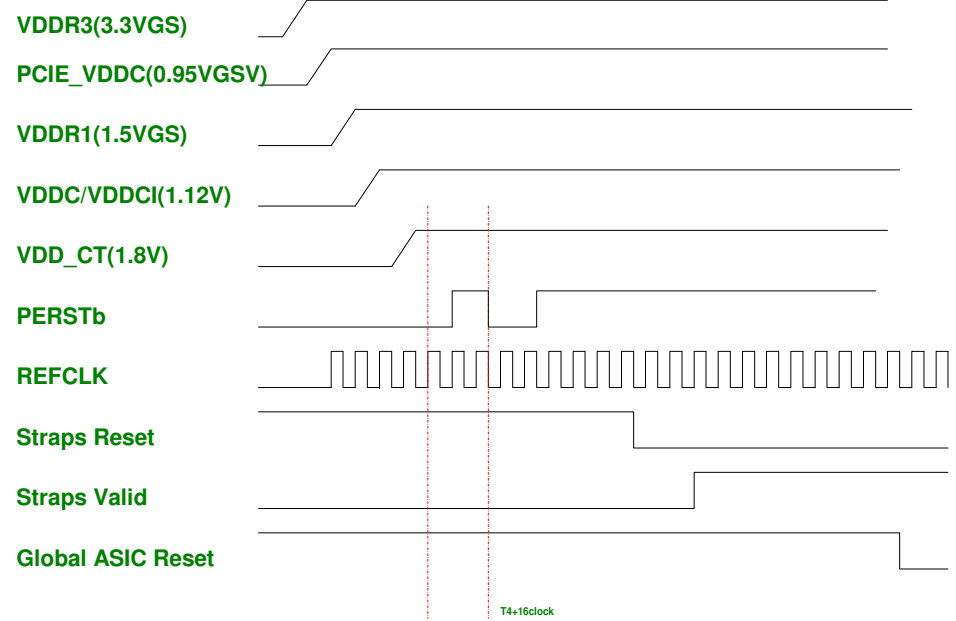 VDDR3(3.3VGS)
PCIE_VDDC(0.95VGSV)
VDDR1(1.5VGS)
VDDC/VDDCI(1.12V)
VDD_CT(1.8V)
PERSTb
REFCLK
Straps Reset
Straps Valid
Global ASIC Reset
T4+16clock